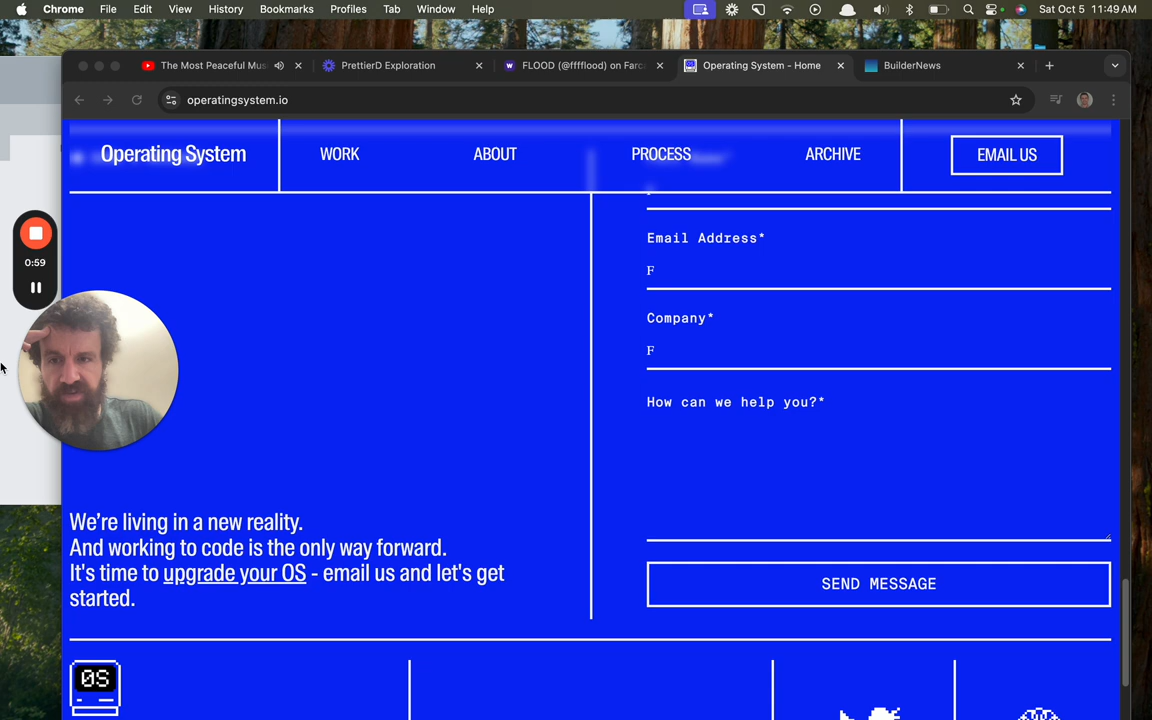 Chrome File Edit View History Bookmarks Profiles Tab Window Help Sat Oct 5 11:49 AM
The Most Peaceful Mus
PrettierD Exploration
FLOOD (@fffflood) on Farc
Operating System - Home
BuilderNews
operatingsystem.io
Operating System
WORK
ABOUT
PROCESS
ARCHIVE
EMAIL US
0:59
Email Address*
F
Company*
F
How can we help you?*
We're living in a new reality.
And working to code is the only way forward.
It's time to upgrade your OS - email us and let's get
started.
SEND MESSAGE
OS